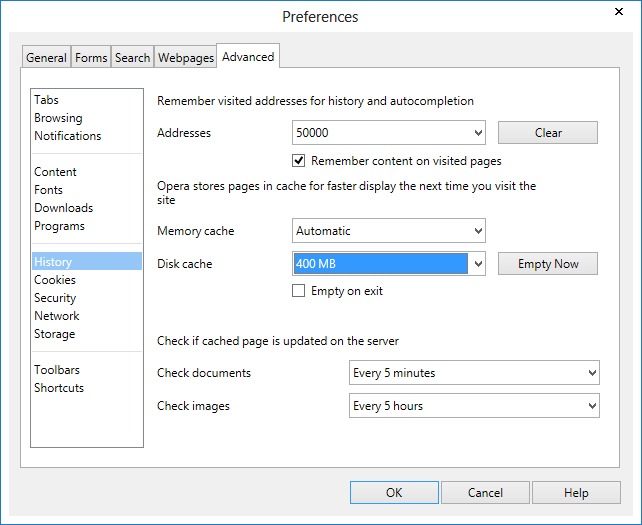 Preferences
General Forms Search Webpages Advanced
Tabs
Browsing
Notifications
Content
Fonts
Downloads
Programs
History
Cookies
Security
Network
Storage
Toolbars
Shortcuts
Remember visited addresses for history and autocompletion
Addresses 50000 Clear
Remember content on visited pages
Opera stores pages in cache for faster display the next time you visit the
site
Memory cache Automatic
Disk cache 400 MB Empty Now
Empty on exit
Check if cached page is updated on the server
Check documents Every 5 minutes
Check images Every 5 hours
OK Cancel Help